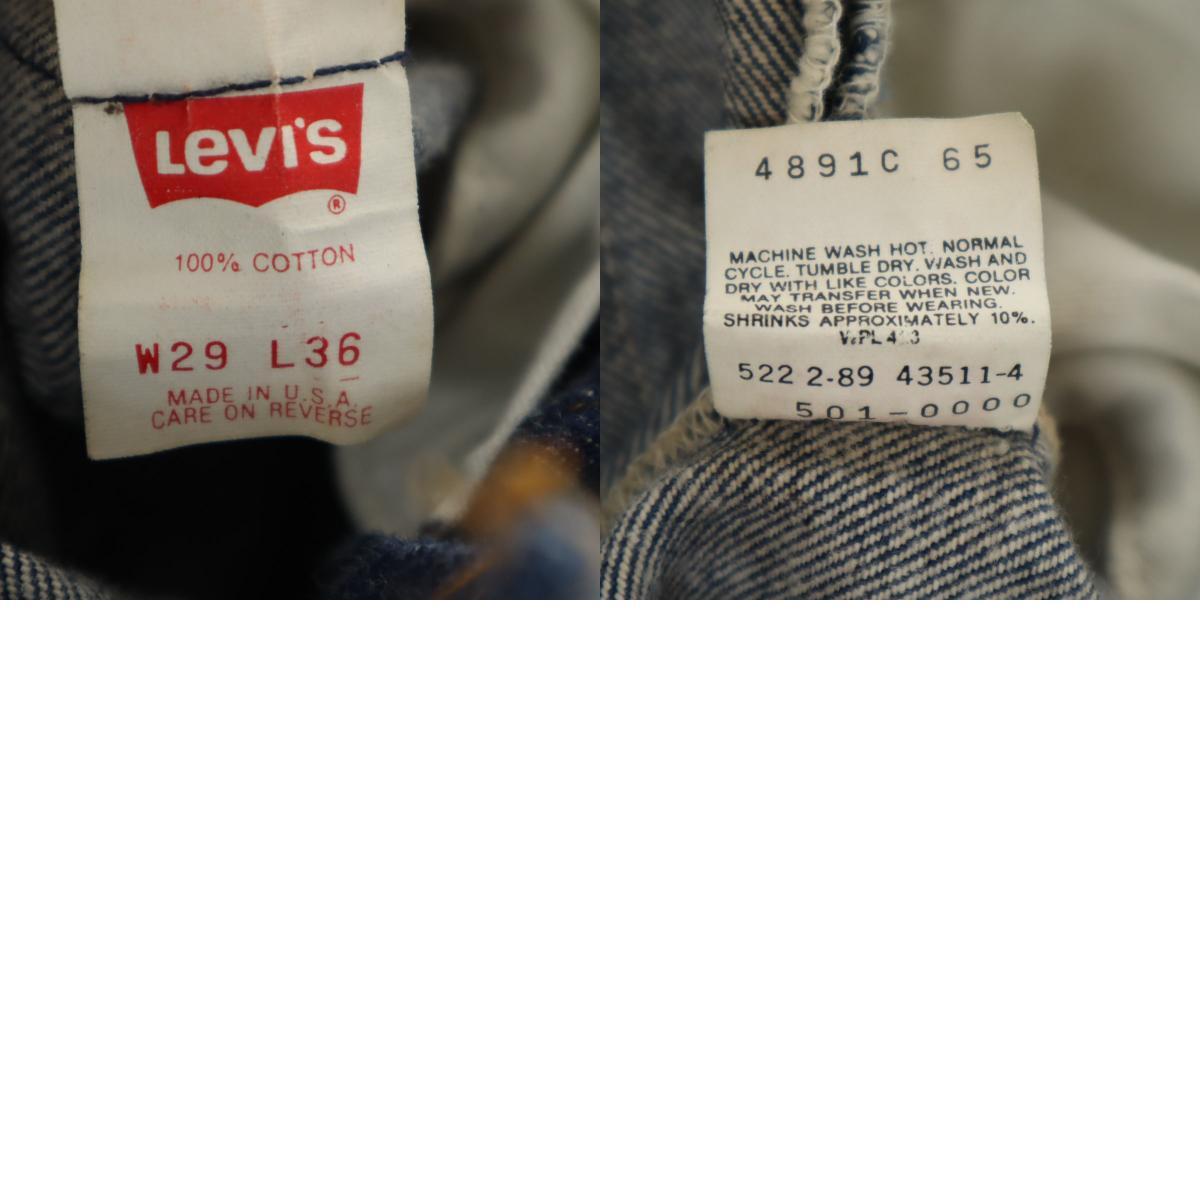 Levi's
®
100% COTTON
W29 L36
MADE IN U.S.A.
CARE ON REVERSE
4891C 65
MACHINE WASH HOT. NORMAL
CYCLE. TUMBLE DRY. WASH AND
DRY WITH LIKE COLORS. COLOR
MAY TRANSFER WHEN NEW.
WASH BEFORE WEARING.
SHRINKS APPROXIMATELY 10%.
522 2-89 43511-4
501-0000